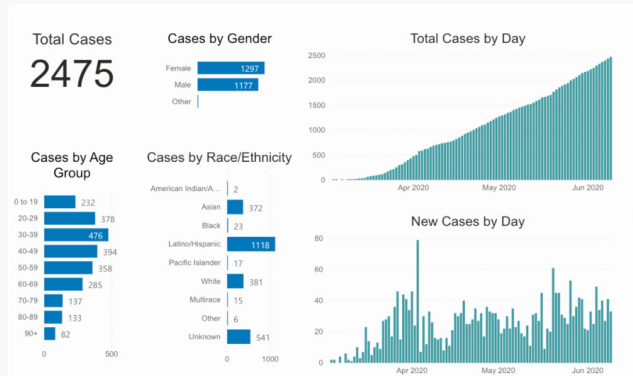 Total Cases
2475
Cases by Gender
Female 1297
Male 1177
Other
Total Cases by Day
2500
2000
1500
1000
500
0
Apr 2020 May 2020 Jun 2020
Cases by Age
Group
0 to 19 232
20-29 378
30-39 476
40-49 394
50-59 358
60-69 285
70-79 137
80-89 133
90+ 82
0 500
Cases by Race/Ethnicity
American Indian/A... 2
Asian 372
Black 23
Latino/Hispanic 1118
Pacific Islander 17
White 381
Multirace 15
Other 6
Unknown 541
0 1000
New Cases by Day
80
60
40
20
0
Apr 2020 May 2020 Jun 2020